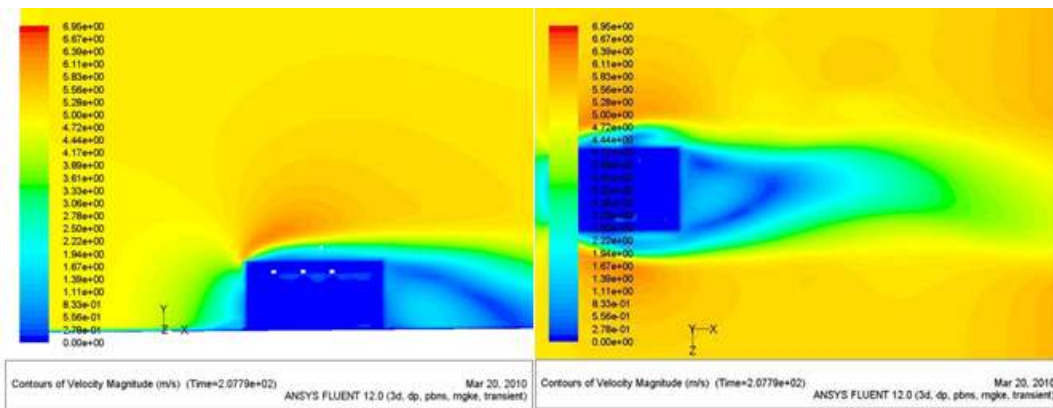 6.95e+00
6.67e+00
6.39e+00
6.11e+00
5.83e+00
5.56e+00
5.28e+00
5.00e+00
4.72e+00
4.44e+00
4.17e+00
3.89e+00
3.61e+00
3.33e+00
3.06e+00
2.78e+00
2.50e+00
2.22e+00
1.94e+00
1.67e+00
1.39e+00
1.11e+00
8.33e-01
5.56e-01
2.78e-01
0.00e+00
Y
Z X
Contours of Velocity Magnitude (m/s) (Time=2.0779e+02)
Mar 20, 2010
ANSYS FLUENT 12.0 (3d, dp, pbns, rngke, transient)
6.95e+00
6.67e+00
6.39e+00
6.11e+00
5.83e+00
5.56e+00
5.28e+00
5.00e+00
4.72e+00
4.44e+00
2.22e+00
1.94e+00
1.67e+00
1.39e+00
1.11e+00
8.33e-01
5.56e-01
2.78e-01
0.00e+00
Y X
Z
Contours of Velocity Magnitude (m/s) (Time=2.0779e+02)
Mar 20, 2010
ANSYS FLUENT 12.0 (3d, dp, pbns, rngke, transient)